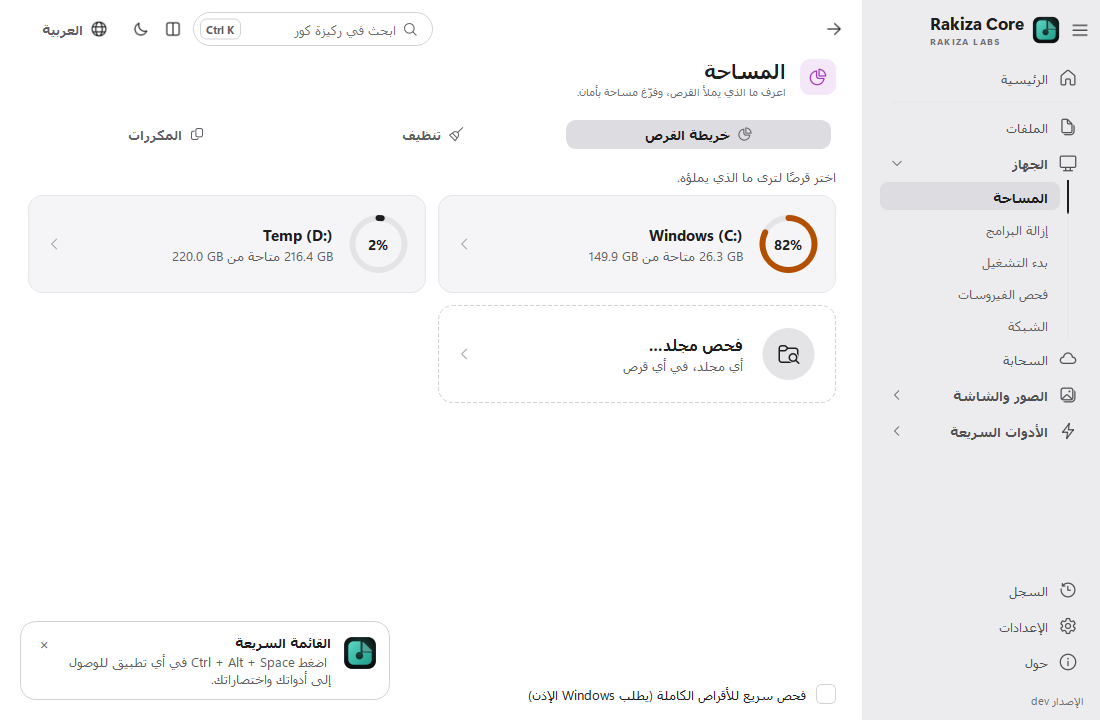 Rakiza Core
RAKIZA LABS
الرئيسية
الملفات
الجهاز
المساحة
إزالة البرامج
بدء التشغيل
فحص الفيروسات
الشبكة
السحابة
الصور والشاشة
الأدوات السريعة
السجل
الإعدادات
حول
الإصدار dev
ابحث في ركيزة كور
Ctrl K
العربية
المساحة
اعرف ما الذي يملأ القرص، وفرّغ مساحة بأمان.
خريطة القرص
تنظيف
المكررات
اختر قرصًا لترى ما الذي يملؤه.
82%
Windows (C:)
26.3 GB متاحة من 149.9 GB
2%
Temp (D:)
216.4 GB متاحة من 220.0 GB
فحص مجلد...
أي مجلد، في أي قرص
القائمة السريعة
×
اضغط Ctrl + Alt + Space في أي تطبيق للوصول
إلى أدواتك واختصاراتك.
فحص سريع للأقراص الكاملة (يطلب Windows الإذن)